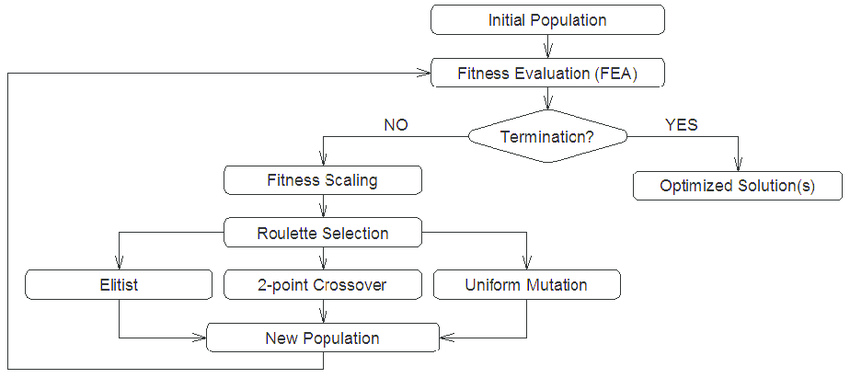 Initial Population
Fitness Evaluation (FEA)
Termination?
NO
YES
Fitness Scaling
Optimized Solution(s)
Roulette Selection
Elitist
2-point Crossover
Uniform Mutation
New Population